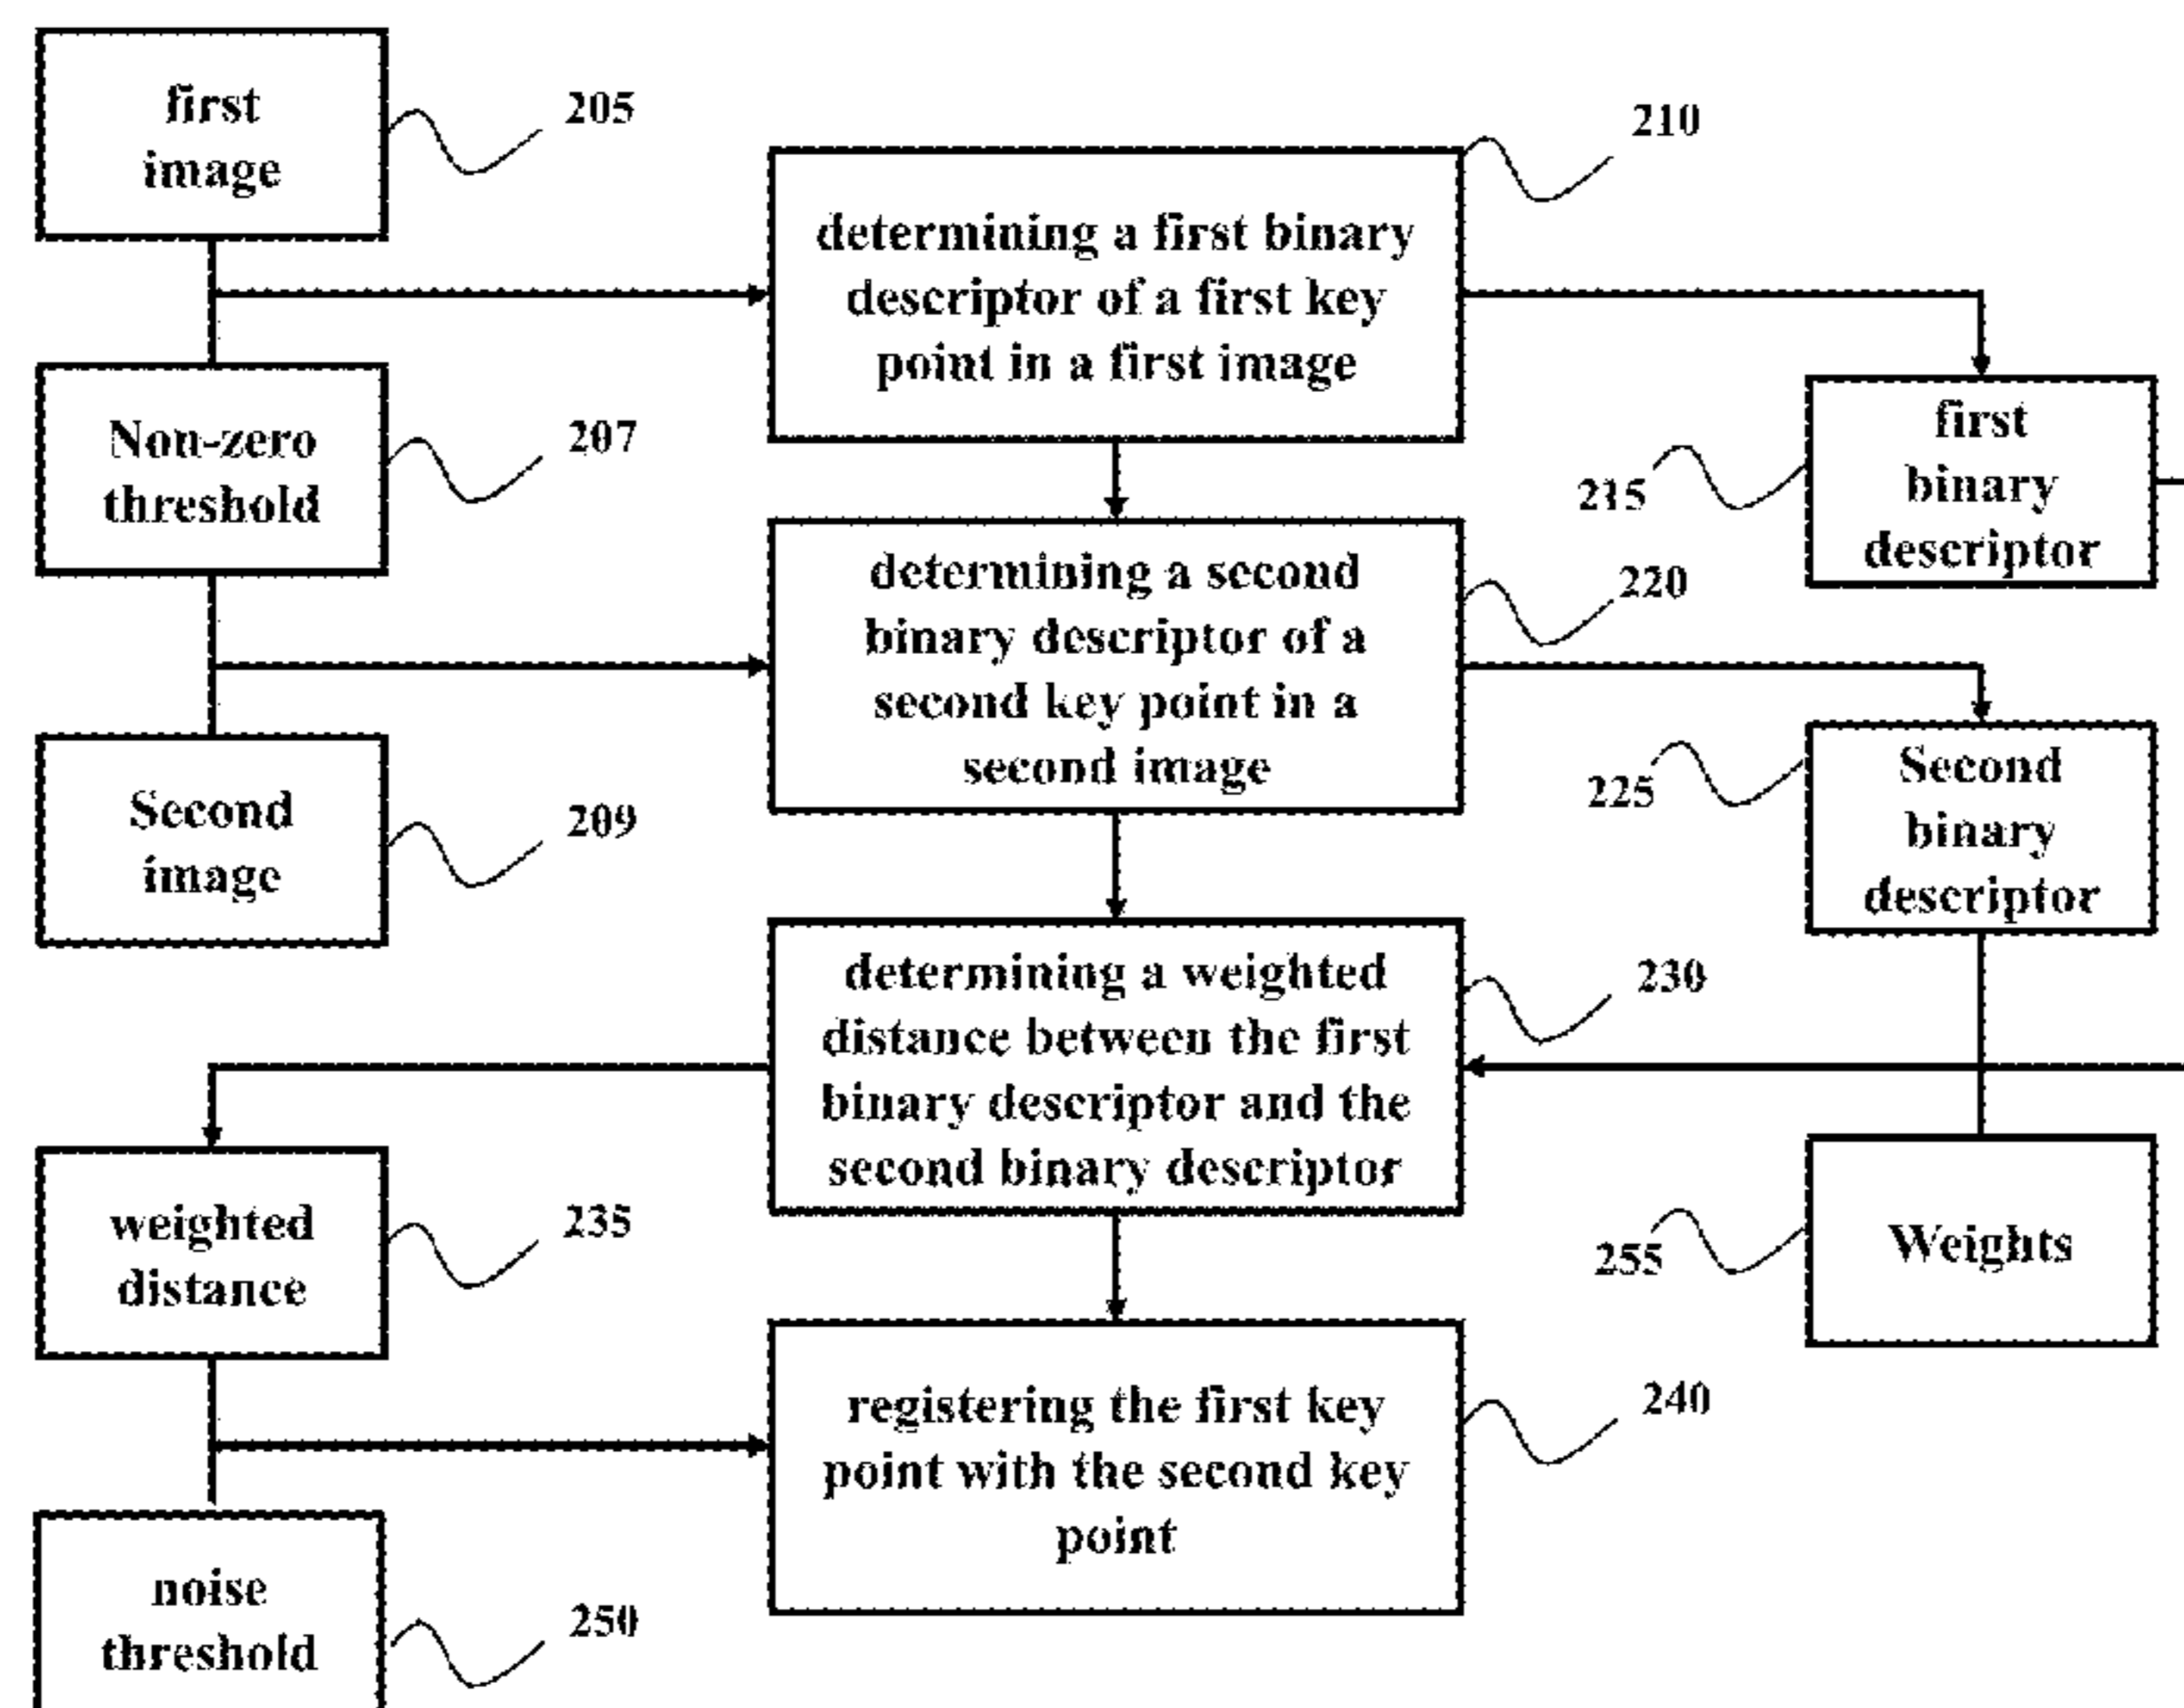 first
image
205
210
determining a first binary
descriptor of a first key
point in a first image
Non-zero
threshold
207
first
binary
descriptor
215
determining a second
binary descriptor of a
second key point in a
second image
220
Second
image
209
225
Second
binary
descriptor
determining a weighted
distance between the first
binary descriptor and the
second binary descriptor
230
weighted
distance
235
255
Weights
registering the first key
point with the second key
point
240
noise
threshold
250